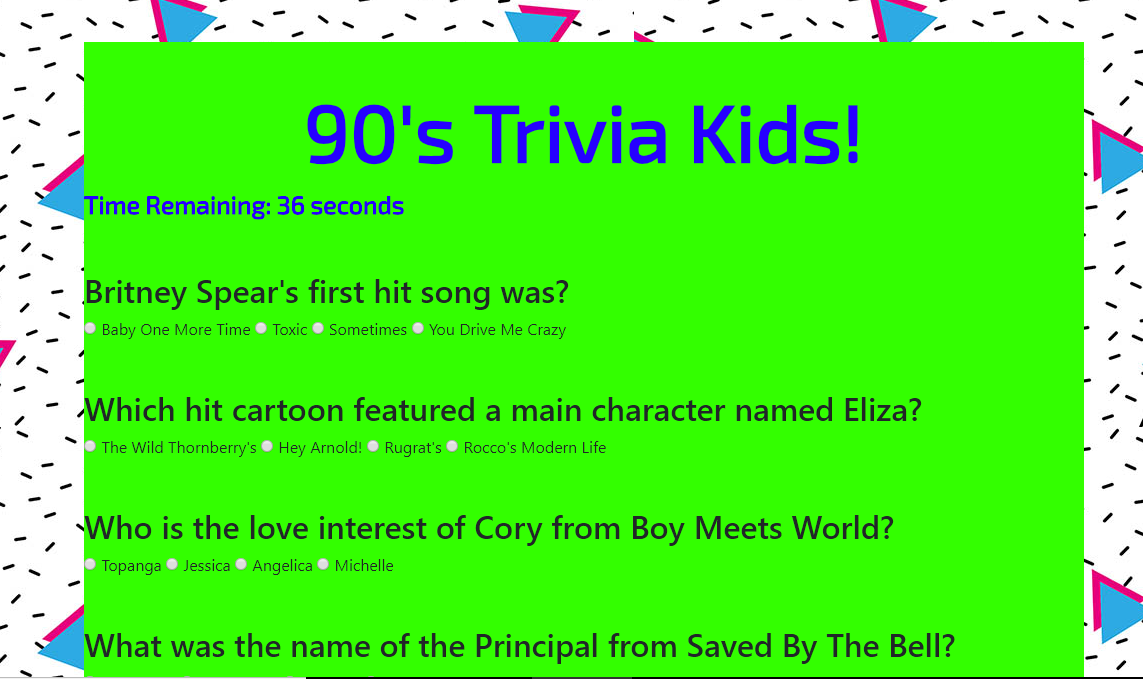 90's Trivia Kids!
Time Remaining: 36 seconds
Britney Spear's first hit song was?
Baby One More Time Toxic Sometimes You Drive Me Crazy
Which hit cartoon featured a main character named Eliza?
The Wild Thornberry's Hey Arnold! Rugrat's Rocco's Modern Life
Who is the love interest of Cory from Boy Meets World?
Topanga Jessica Angelica Michelle
What was the name of the Principal from Saved By The Bell?